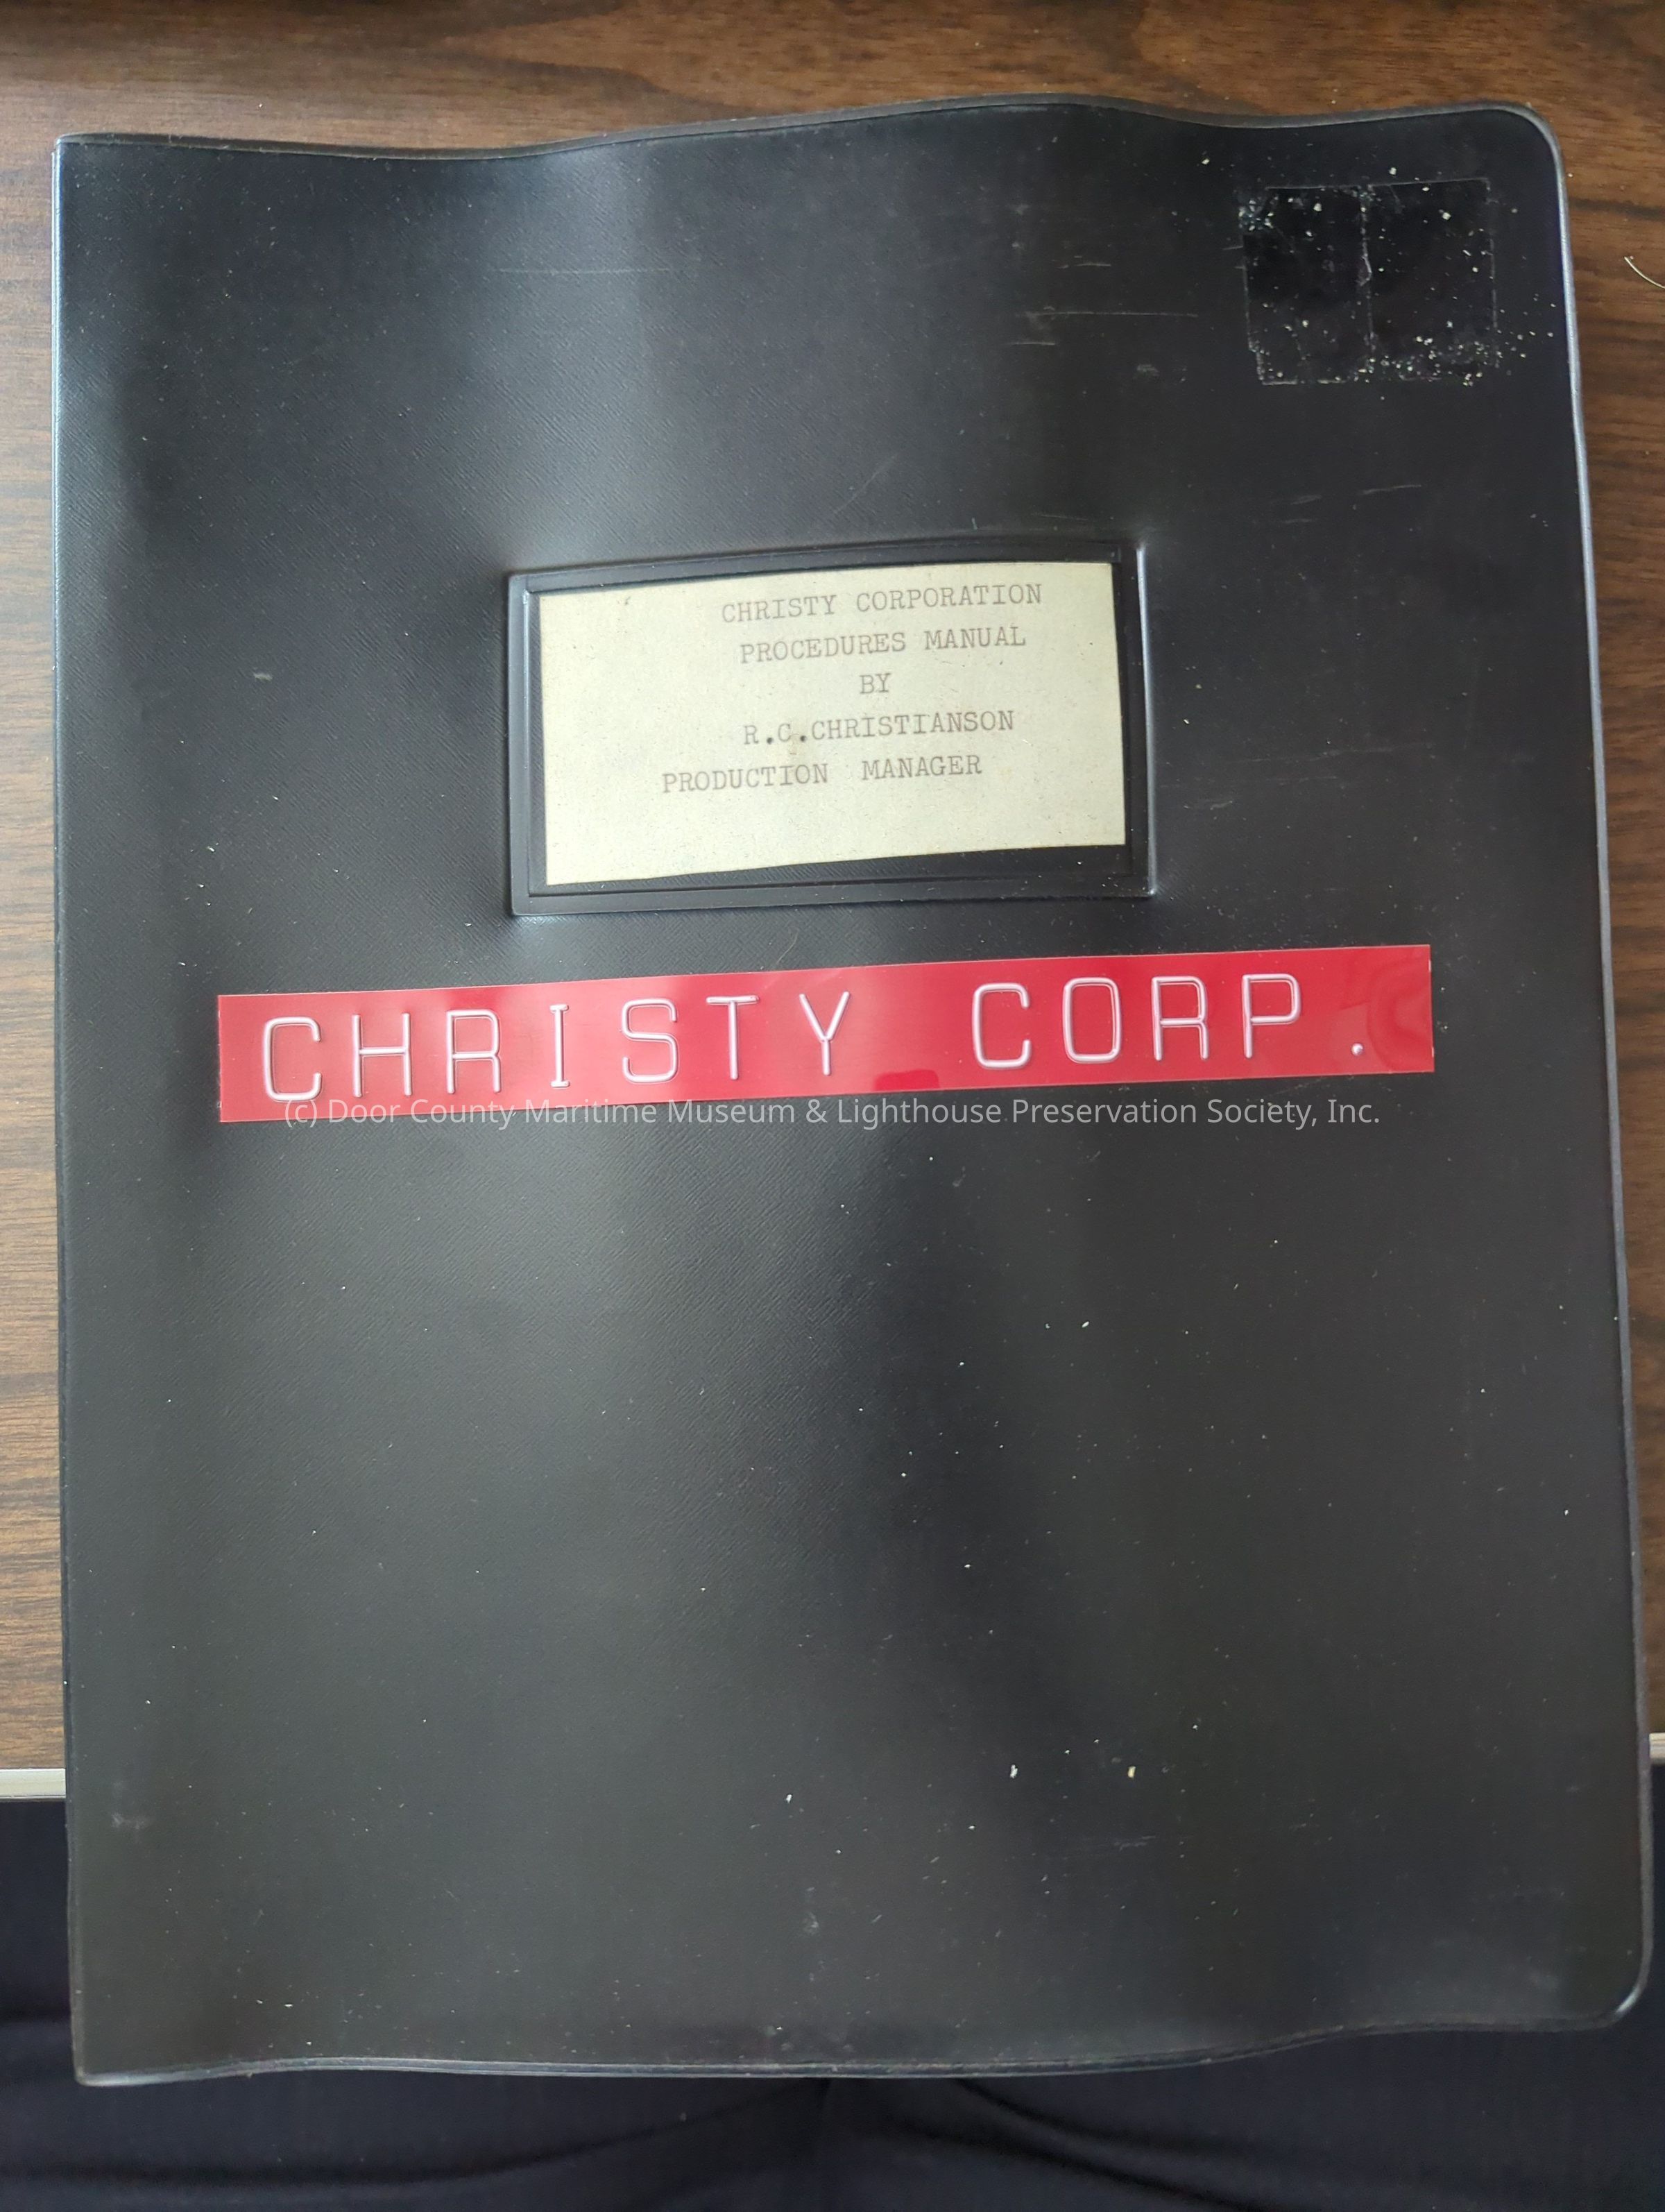 CHRISTY CORPORATION
PROCEDURES MANUAL
BY
R.C.CHRISTIANSON
PRODUCTION MANAGER
CHRISTY CORP.
(c) Door County Maritime Museum & Lighthouse Preservation Society, Inc.